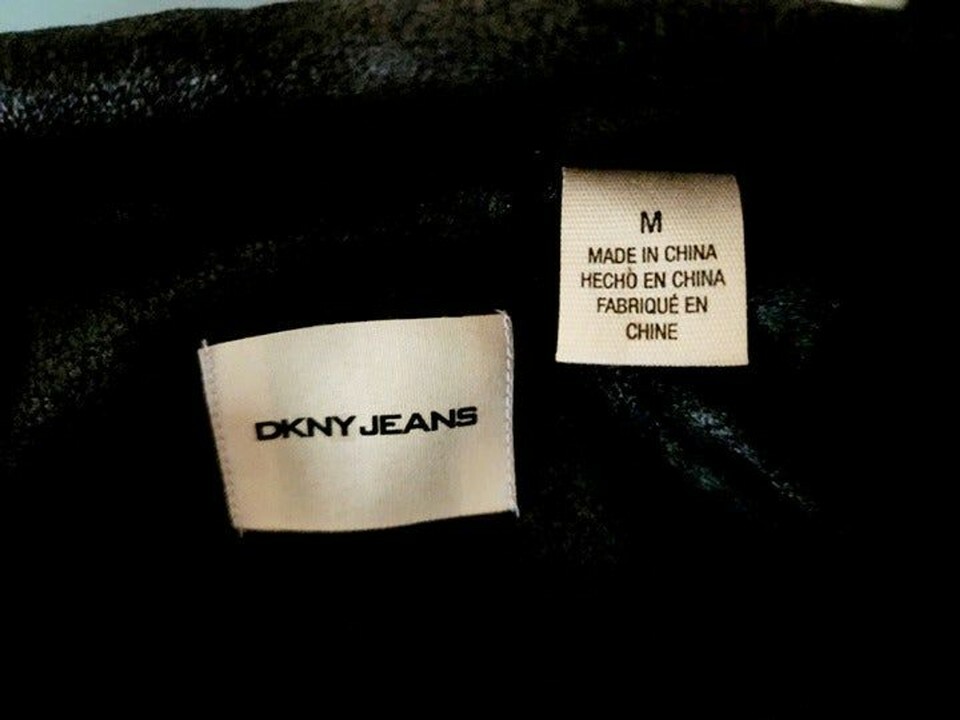 M
MADE IN CHINA
HECHÒ EN CHINA
FABRIQUÉ EN
CHINE
DKNY JEANS